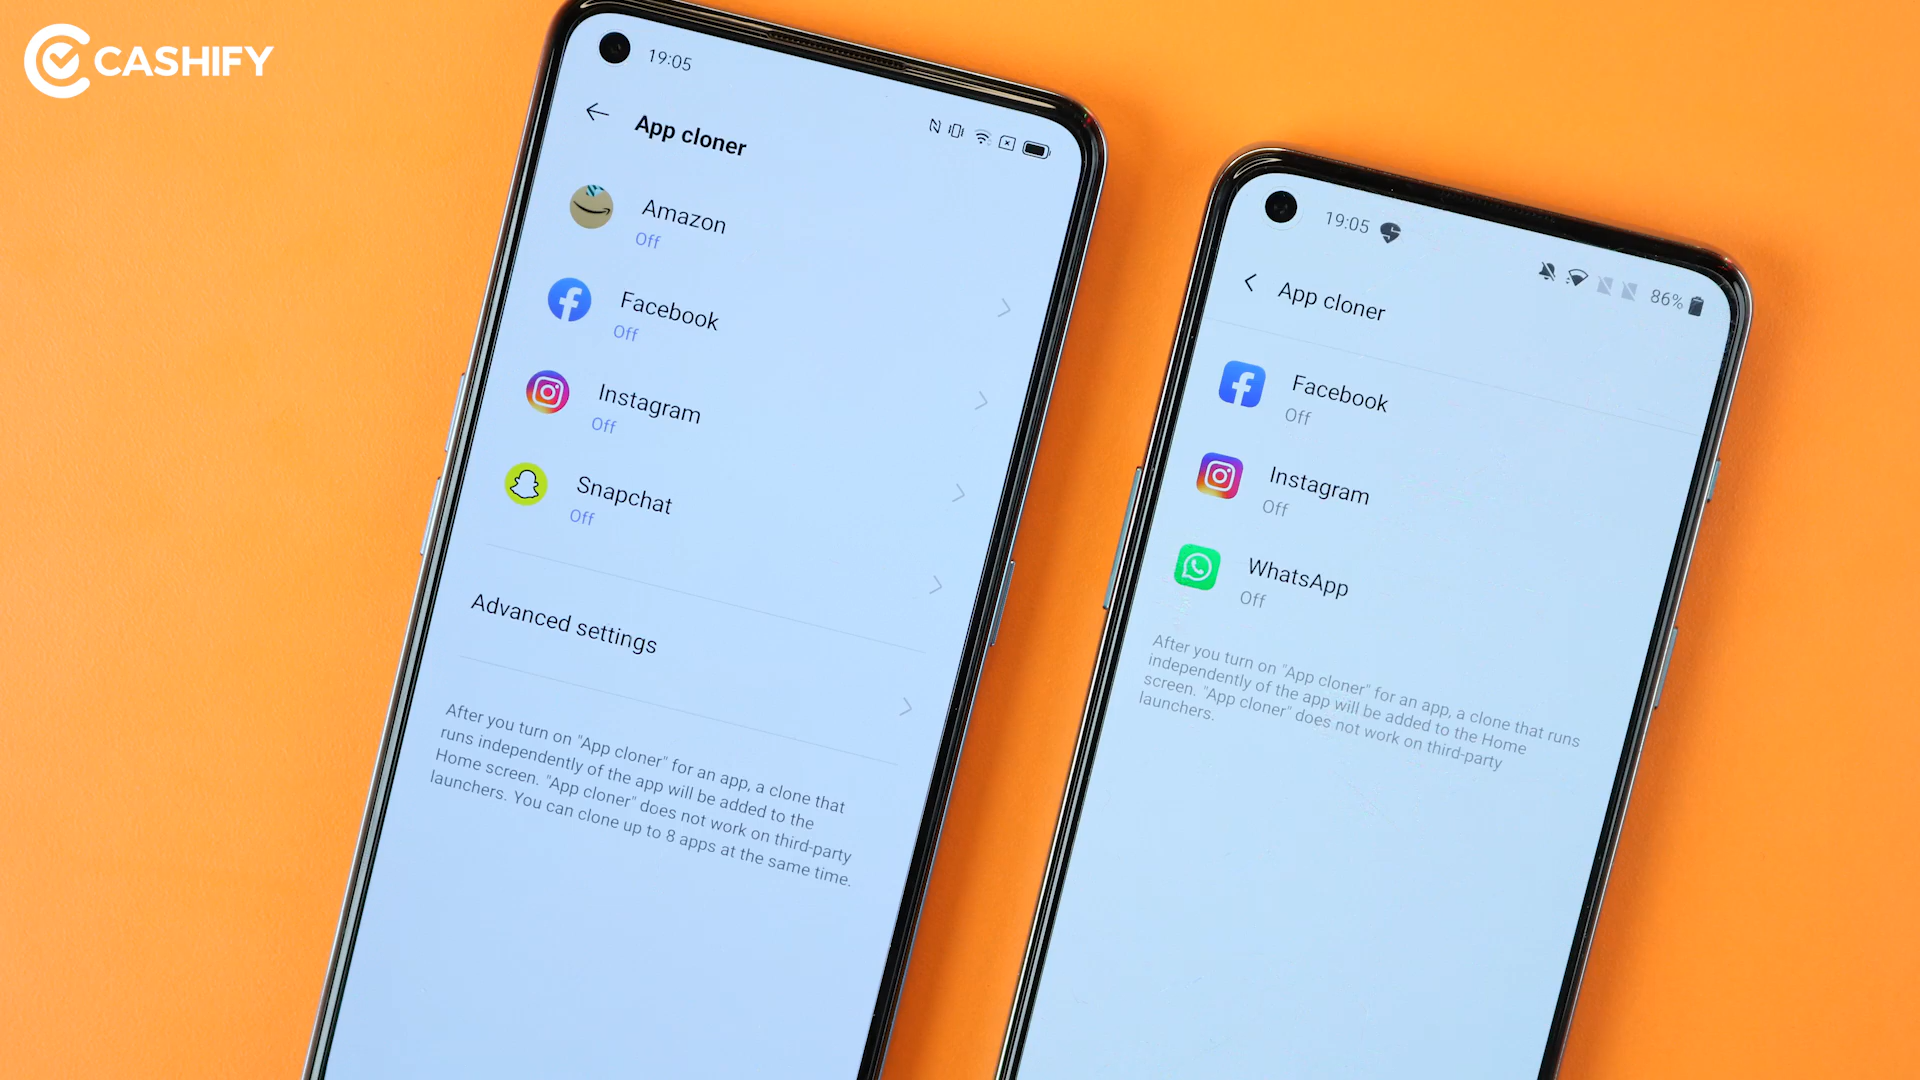 CASHIFY
19:05
App cloner
Amazon
Off
Facebook
Off
Instagram
Off
Snapchat
Off
Advanced settings
After you turn on "App cloner" for an app, a clone that
runs independently of the app will be added to the
Home screen. "App cloner" does not work on third-party
launchers. You can clone up to 8 apps at the same time.
19:05
86%
App cloner
Facebook
Off
Instagram
Off
WhatsApp
Off
After you turn on "App cloner" for an app, a clone that runs
independently of the app will be added to the Home
screen. "App cloner" does not work on third-party
launchers.